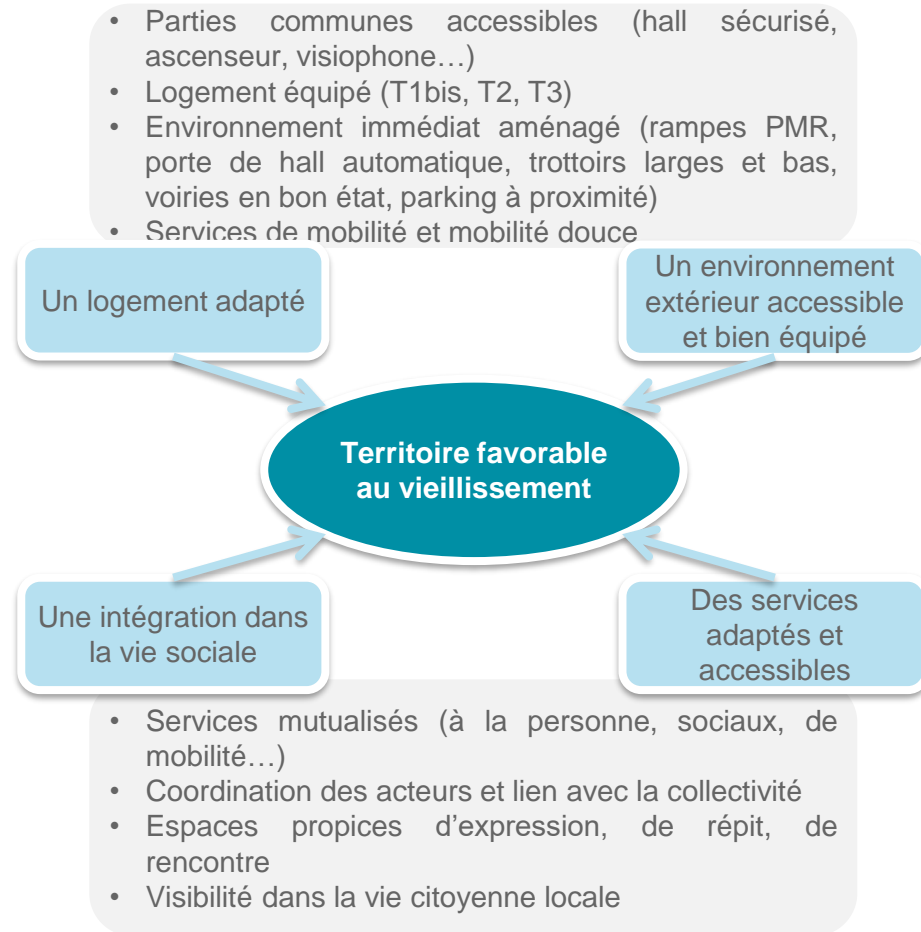 • Parties communes accessibles (hall sécurisé,
ascenseur, visiophone…)
• Logement équipé (T1bis, T2, T3)
• Environnement immédiat aménagé (rampes PMR,
porte de hall automatique, trottoirs larges et bas,
voiries en bon état, parking à proximité)
• Services de mobilité et mobilité douce
Un logement adapté
Un environnement
extérieur accessible
et bien équipé
Territoire favorable
au vieillissement
Une intégration dans
la vie sociale
Des services
adaptés et
accessibles
• Services mutualisés (à la personne, sociaux, de
mobilité…)
• Coordination des acteurs et lien avec la collectivité
• Espaces propices d’expression, de répit, de
rencontre
• Visibilité dans la vie citoyenne locale